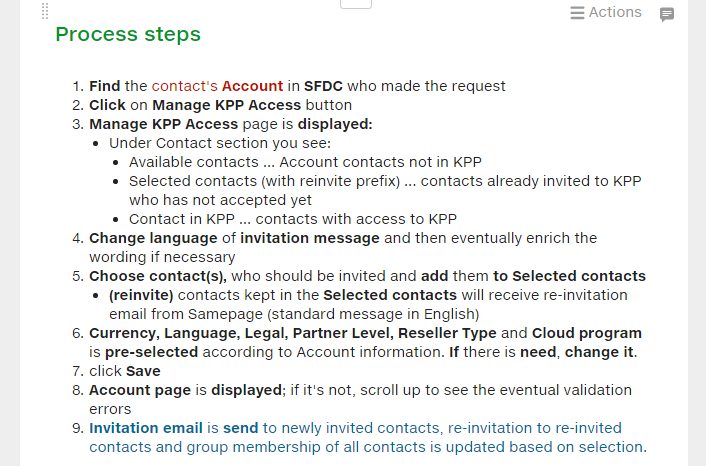 Actions
Process steps
1. Find the contact's Account in SFDC who made the request
2. Click on Manage KPP Access button
3. Manage KPP Access page is displayed:
• Under Contact section you see:
• Available contacts ... Account contacts not in KPP
• Selected contacts (with reinvite prefix) ... contacts already invited to KPP
who has not accepted yet
• Contact in KPP ... contacts with access to KPP
4. Change language of invitation message and then eventually enrich the
wording if necessary
5. Choose contact(s), who should be invited and add them to Selected contacts
• (reinvite) contacts kept in the Selected contacts will receive re-invitation
email from Samepage (standard message in English)
6. Currency, Language, Legal, Partner Level, Reseller Type and Cloud program
is pre-selected according to Account information. If there is need, change it.
7. click Save
8. Account page is displayed; if it's not, scroll up to see the eventual validation
errors
9. Invitation email is send to newly invited contacts, re-invitation to re-invited
contacts and group membership of all contacts is updated based on selection.